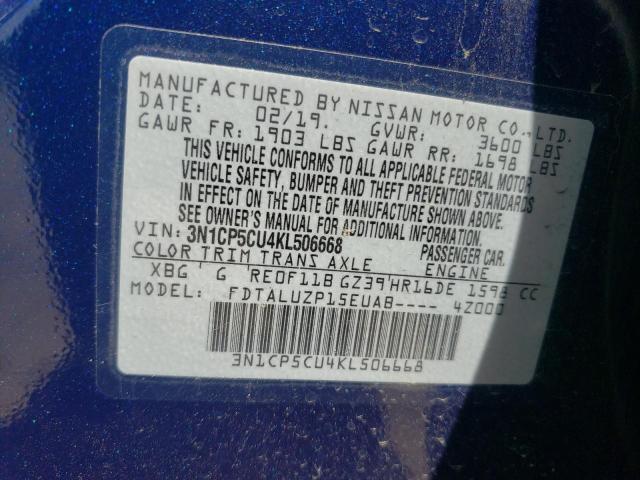 MANUFACTURED BY NISSAN MOTOR CO.,LTD.
DATE: 02/19. GVWR: 3600 LBS
GAWR FR: 1903 LBS GAWR RR: 1698 LBS
THIS VEHICLE CONFORMS TO ALL APPLICABLE FEDERAL MOTOR
VEHICLE SAFETY, BUMPER AND THEFT PREVENTION STANDARDS
IN EFFECT ON THE DATE OF MANUFACTURE SHOWN ABOVE.
SEE OWNER'S MANUAL FOR ADDITIONAL INFORMATION.
VIN: 3N1CP5CU4KL506668 PASSENGER CAR.
COLOR TRIM TRANS AXLE ENGINE
XBG G RE0F11B GZ39 HR16DE 1598 CC
MODEL: FDTALUZP15EUAB---- 4Z000
3N1CP5CU4KL506668